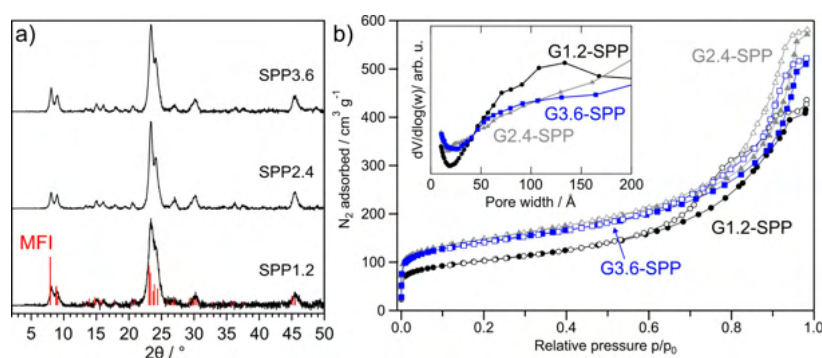 a)
SPP3.6
SPP2.4
SPP1.2
MFI
5 10 15 20 25 30 35 40 45 50
2θ / °
b)
600
500
400
300
200
100
0
N2 adsorbed / cm³ g⁻¹
0.0 0.2 0.4 0.6 0.8 1.0
Relative pressure p/p0
dV/dlog(w)/ arb. u.
0 50 100 150 200
Pore width / Å
G1.2-SPP
G3.6-SPP
G2.4-SPP
G2.4-SPP
G1.2-SPP
G3.6-SPP